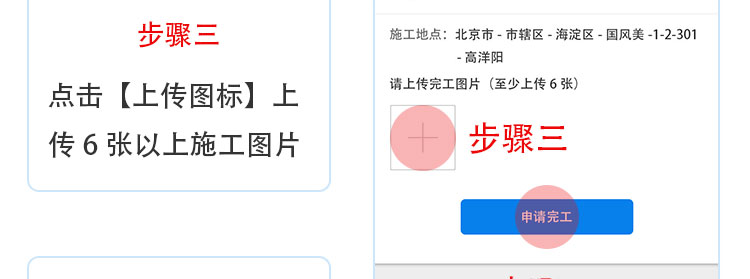 步骤三
点击【上传图标】上
传 6 张以上施工图片
施工地点：北京市 - 市辖区 - 海淀区 - 国风美 -1-2-301
- 高洋阳
请上传完工图片（至少上传 6 张）
步骤三
申请完工